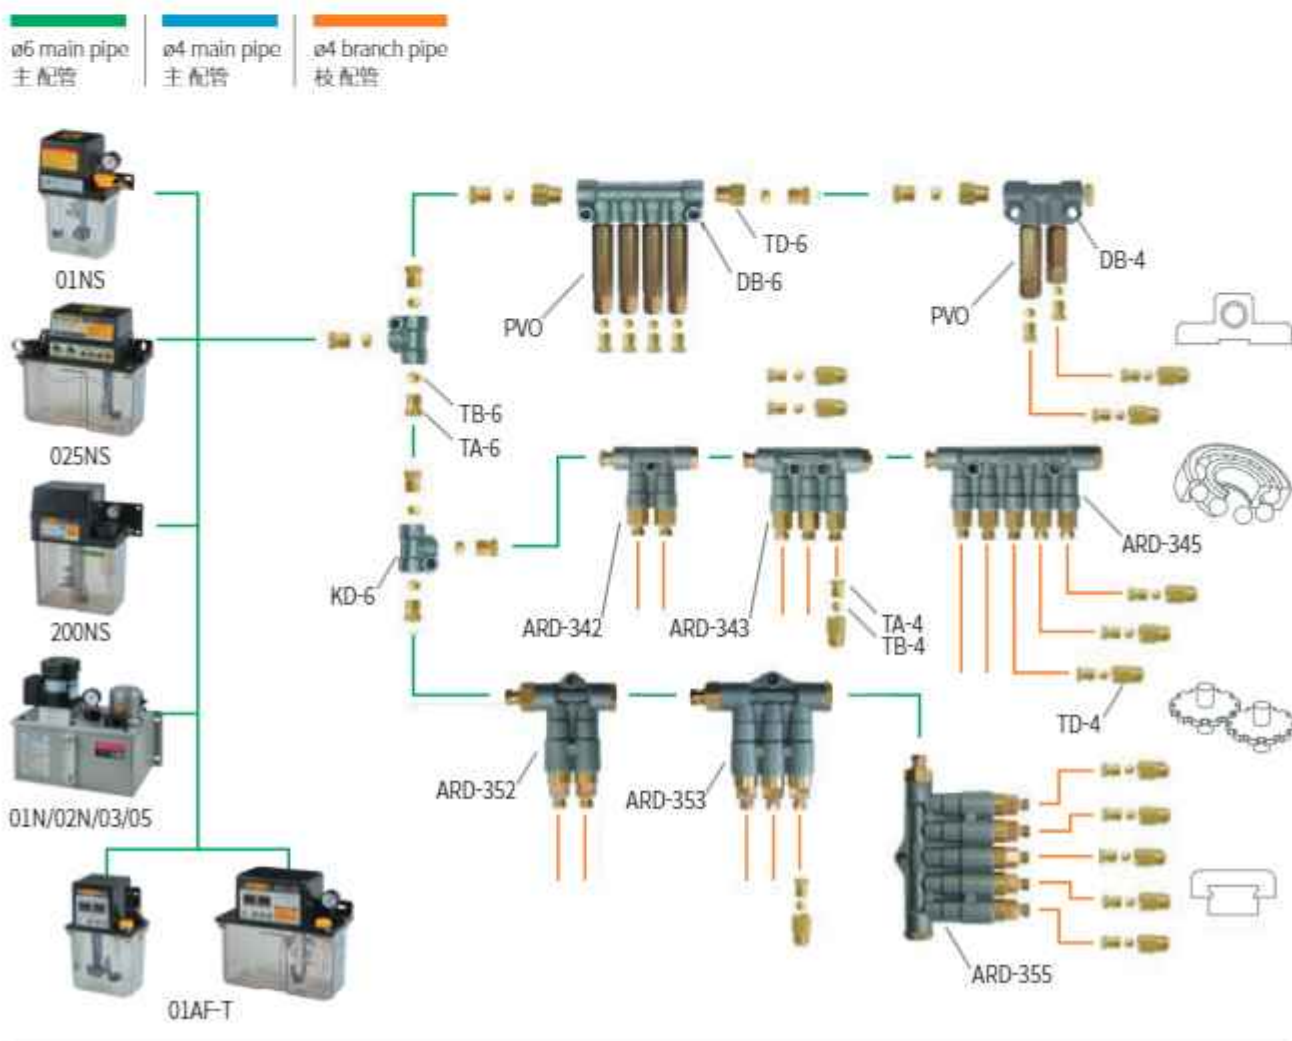 ø6 main pipe
主 配管
ø4 main pipe
主 配管
ø4 branch pipe
枝 配管
01NS
025NS
200NS
01N/02N/03/05
01AF-T
TD-6
DB-6
PVO
DB-4
PVO
TB-6
TA-6
KD-6
ARD-342
ARD-343
TA-4
TB-4
ARD-345
TD-4
ARD-352
ARD-353
ARD-355